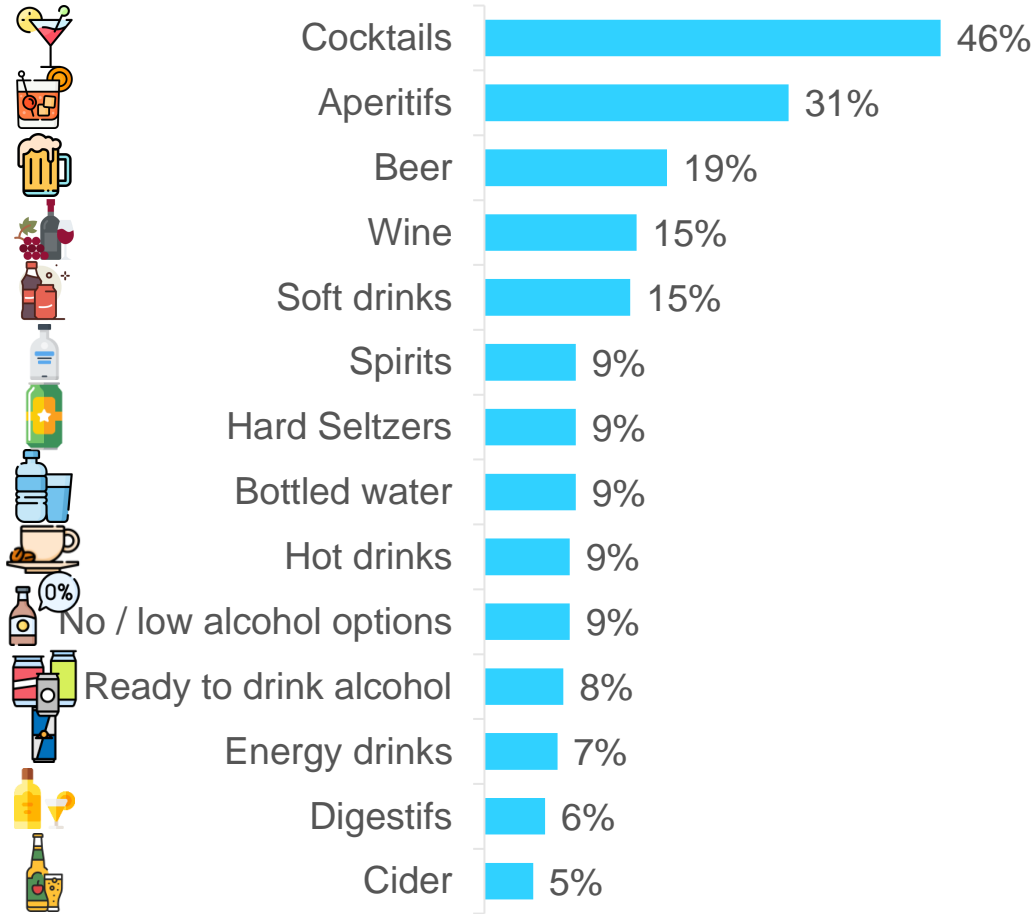 Cocktails 46%
Aperitifs 31%
Beer 19%
Wine 15%
Soft drinks 15%
Spirits 9%
Hard Seltzers 9%
Bottled water 9%
Hot drinks 9%
0%
No / low alcohol options 9%
Ready to drink alcohol 8%
Energy drinks 7%
Digestifs 6%
Cider 5%